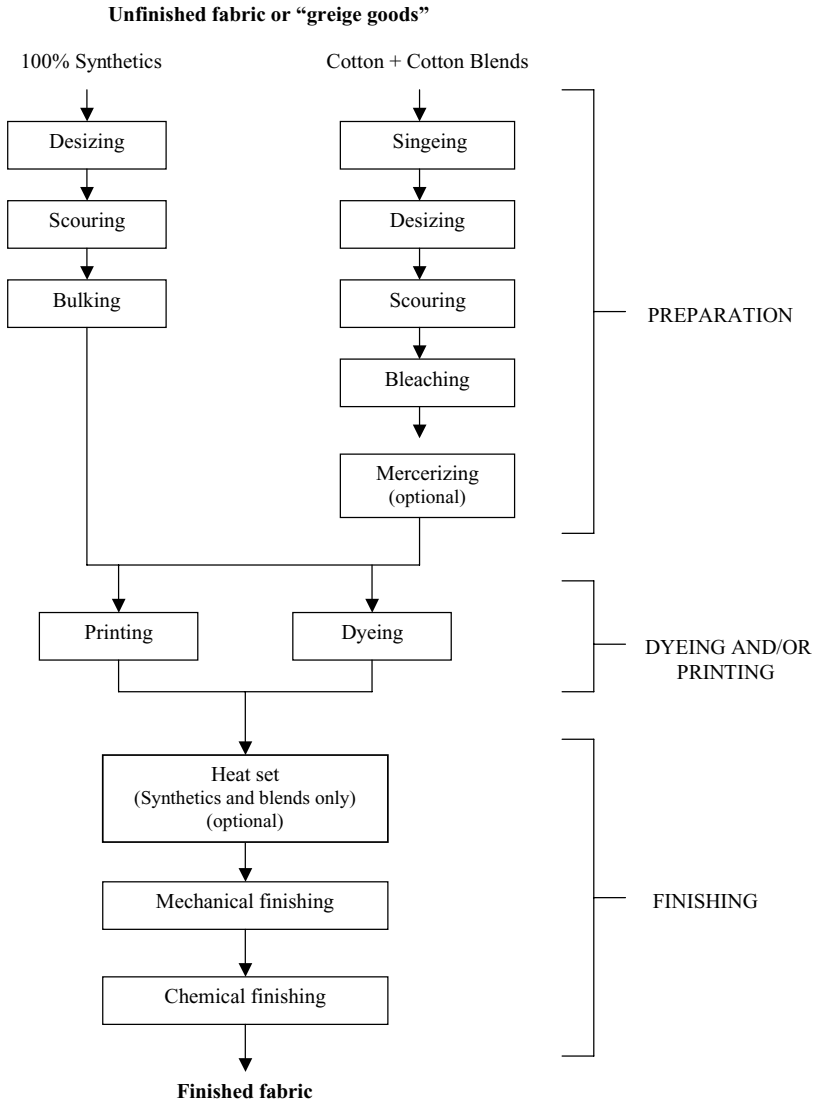 Unfinished fabric or “greige goods”
100% Synthetics
Cotton + Cotton Blends
Desizing
Scouring
Bulking
Singeing
Desizing
Scouring
Bleaching
Mercerizing
(optional)
PREPARATION
Printing
Dyeing
DYEING AND/OR
PRINTING
Heat set
(Synthetics and blends only)
(optional)
Mechanical finishing
Chemical finishing
FINISHING
Finished fabric